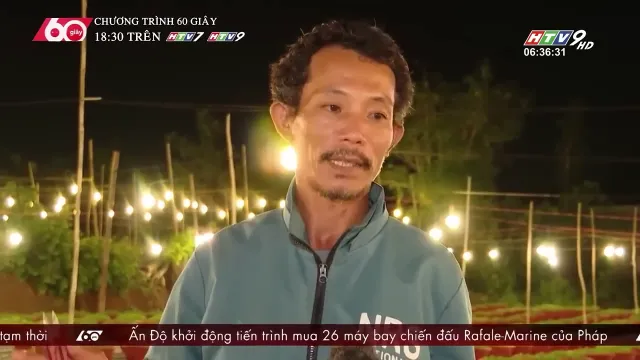 60 giây
CHƯƠNG TRÌNH 60 GIÂY
18:30 TRÊN HTV7 HTV9
HTV9 HD
06:36:31
NRG
tạm thời 60 Ấn Độ khởi động tiến trình mua 26 máy bay chiến đấu Rafale-Marine của Pháp